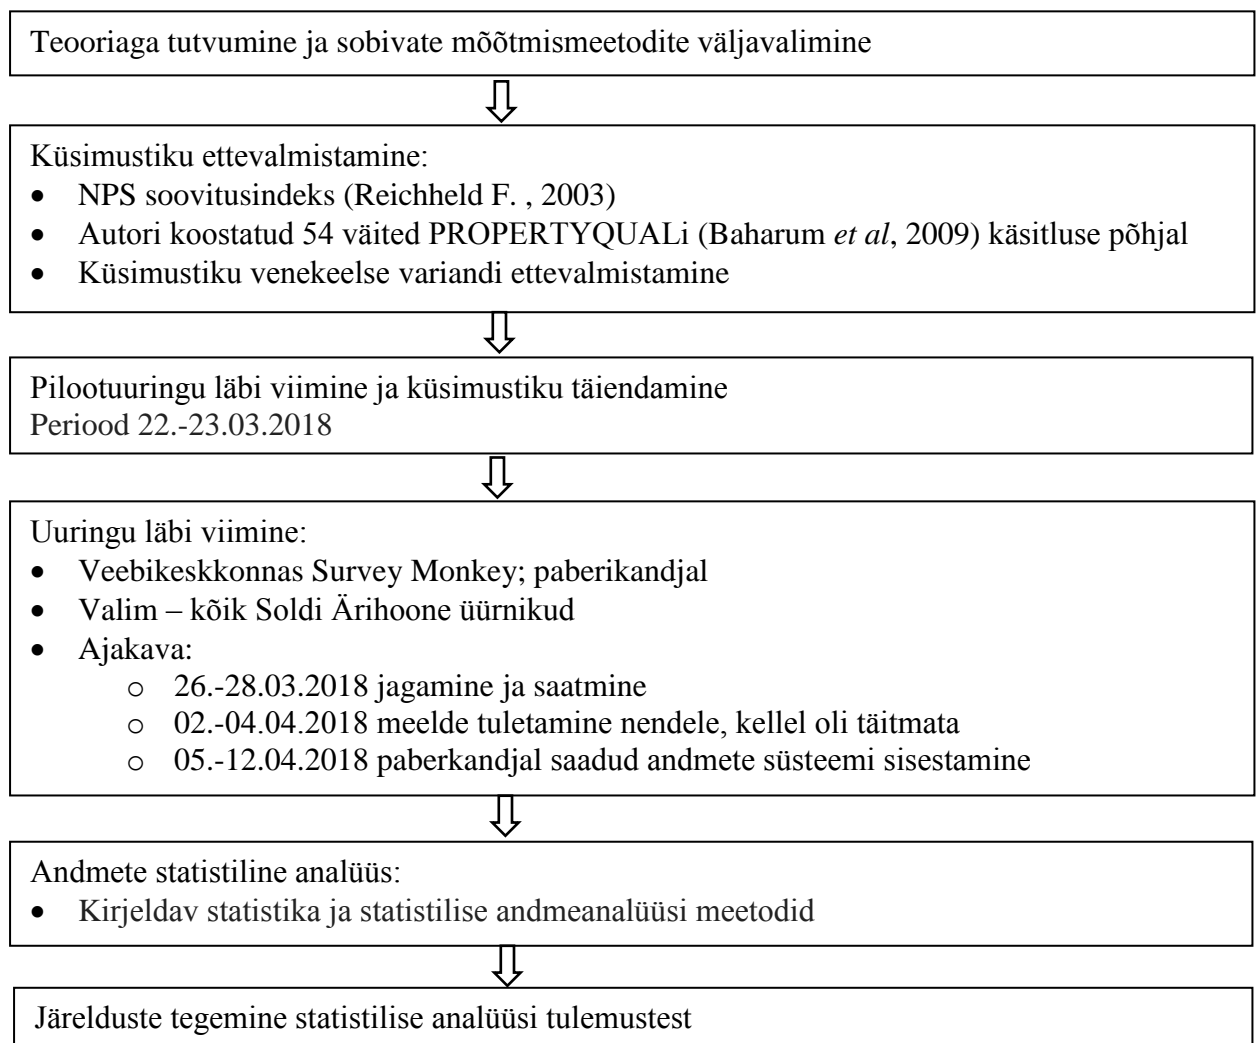 Teooriaga tutvumine ja sobivate mõõtmismeetodite väljavalimine
Küsimustiku ettevalmistamine:
• NPS soovitusindeks (Reichheld F. , 2003)
• Autori koostatud 54 väited PROPERTYQUALi (Baharum et al, 2009) käsitluse põhjal
• Küsimustiku venekeelse variandi ettevalmistamine
Pilootuuringu läbi viimine ja küsimustiku täiendamine
Periood 22.-23.03.2018
Uuringu läbi viimine:
• Veebikeskkonnas Survey Monkey; paberikandjal
• Valim – kõik Soldi Ärihoone üürnikud
• Ajakava:
o 26.-28.03.2018 jagamine ja saatmine
o 02.-04.04.2018 meelde tuletamine nendele, kellel oli täitmata
o 05.-12.04.2018 paberkandjal saadud andmete süsteemi sisestamine
Andmete statistiline analüüs:
• Kirjeldav statistika ja statistilise andmeanalüüsi meetodid
Järelduste tegemine statistilise analüüsi tulemustest